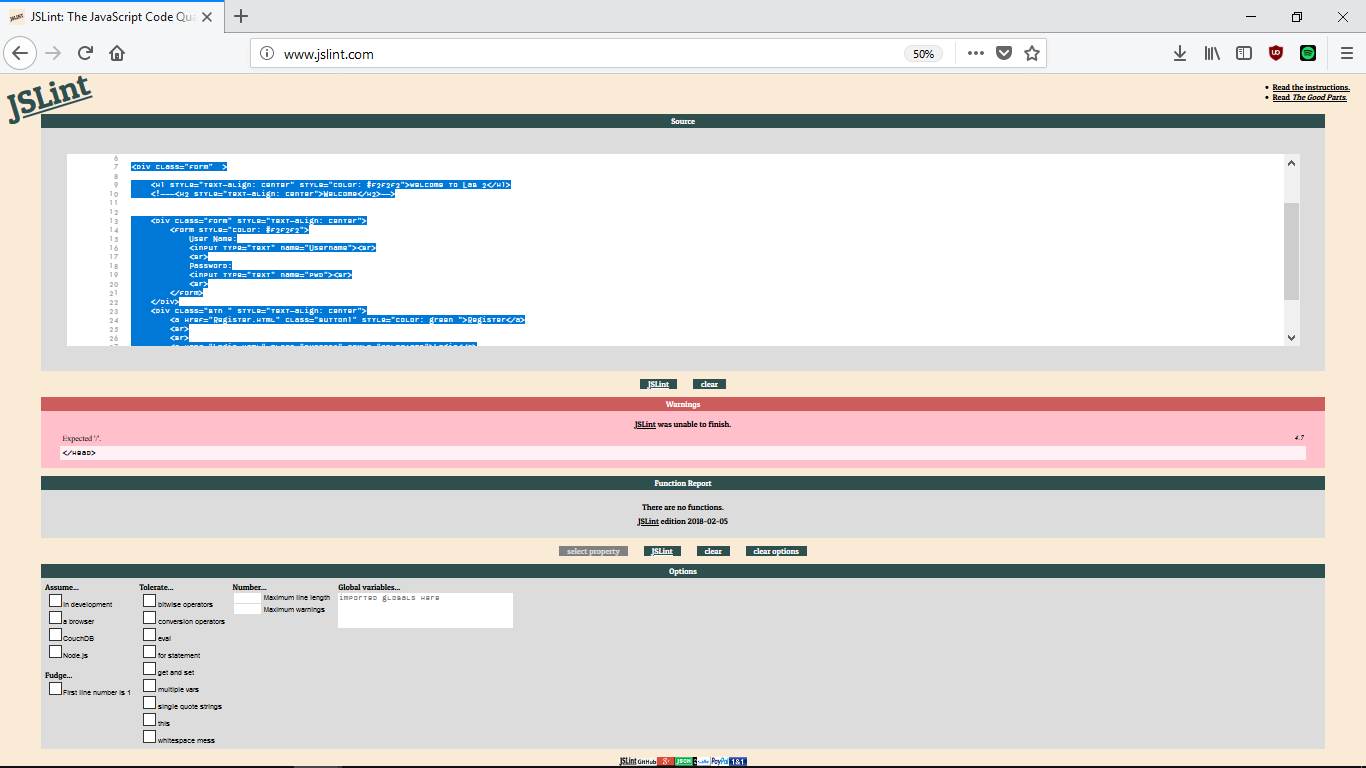 JSLint: The JavaScript Code Qua
www.jslint.com
50%
JSLint
Read the instructions.
Read The Good Parts.
Source
6
7 <div class="form"  >
8
9 <h1 style="text-align: center" style="color: #f2f2f2">Welcome to Lab 2</h1>
10 <!--–<h2 style="text-align: center">Welcome</h2>-->
11
12
13 <div class="form" style="text-align: center">
14 <form style="color: #f2f2f2">
15 User Name:
16 <input type="text" name="Username"><br>
17 <br>
18 Password:
19 <input type="text" name="pwd"><br>
20 <br>
21 </form>
22 </div>
23 <div class="btn " style="text-align: center">
24 <a href="Register.html" class="button1" style="color: green ">Register</a>
25 <br>
26 <br>
JSLint clear
Warnings
JSLint was unable to finish.
Expected '/'. 4.7
</head>
Function Report
There are no functions.
JSLint edition 2018-02-05
select property JSLint clear clear options
Options
Assume...
in development
a browser
CouchDB
Node.js
Fudge...
First line number is 1
Tolerate...
bitwise operators
conversion operators
eval
for statement
get and set
multiple vars
single quote strings
this
whitespace mess
Number...
Maximum line length
Maximum warnings
Global variables...
imported globals here
JSLint GitHub g+ JSON PayPal 1&1